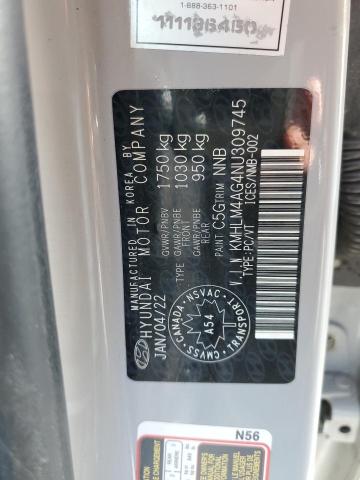 1-888-363-1101
MANUFACTURED IN KOREA BY
HYUNDAI MOTOR COMPANY
JAN/04/22
GVWR/PNBV 1750 kg
TYPE GAWR/PNBE FRONT 1030 kg
GAWR/PNBE REAR 950 kg
PAINT C5G TRIM NNB
V.I.N KMHLM4AG4NU309745
TYPE:PC/VT ICES/NMB-002
CANADA NSVAC
A54
CMVSS
TRANSPORT
N56